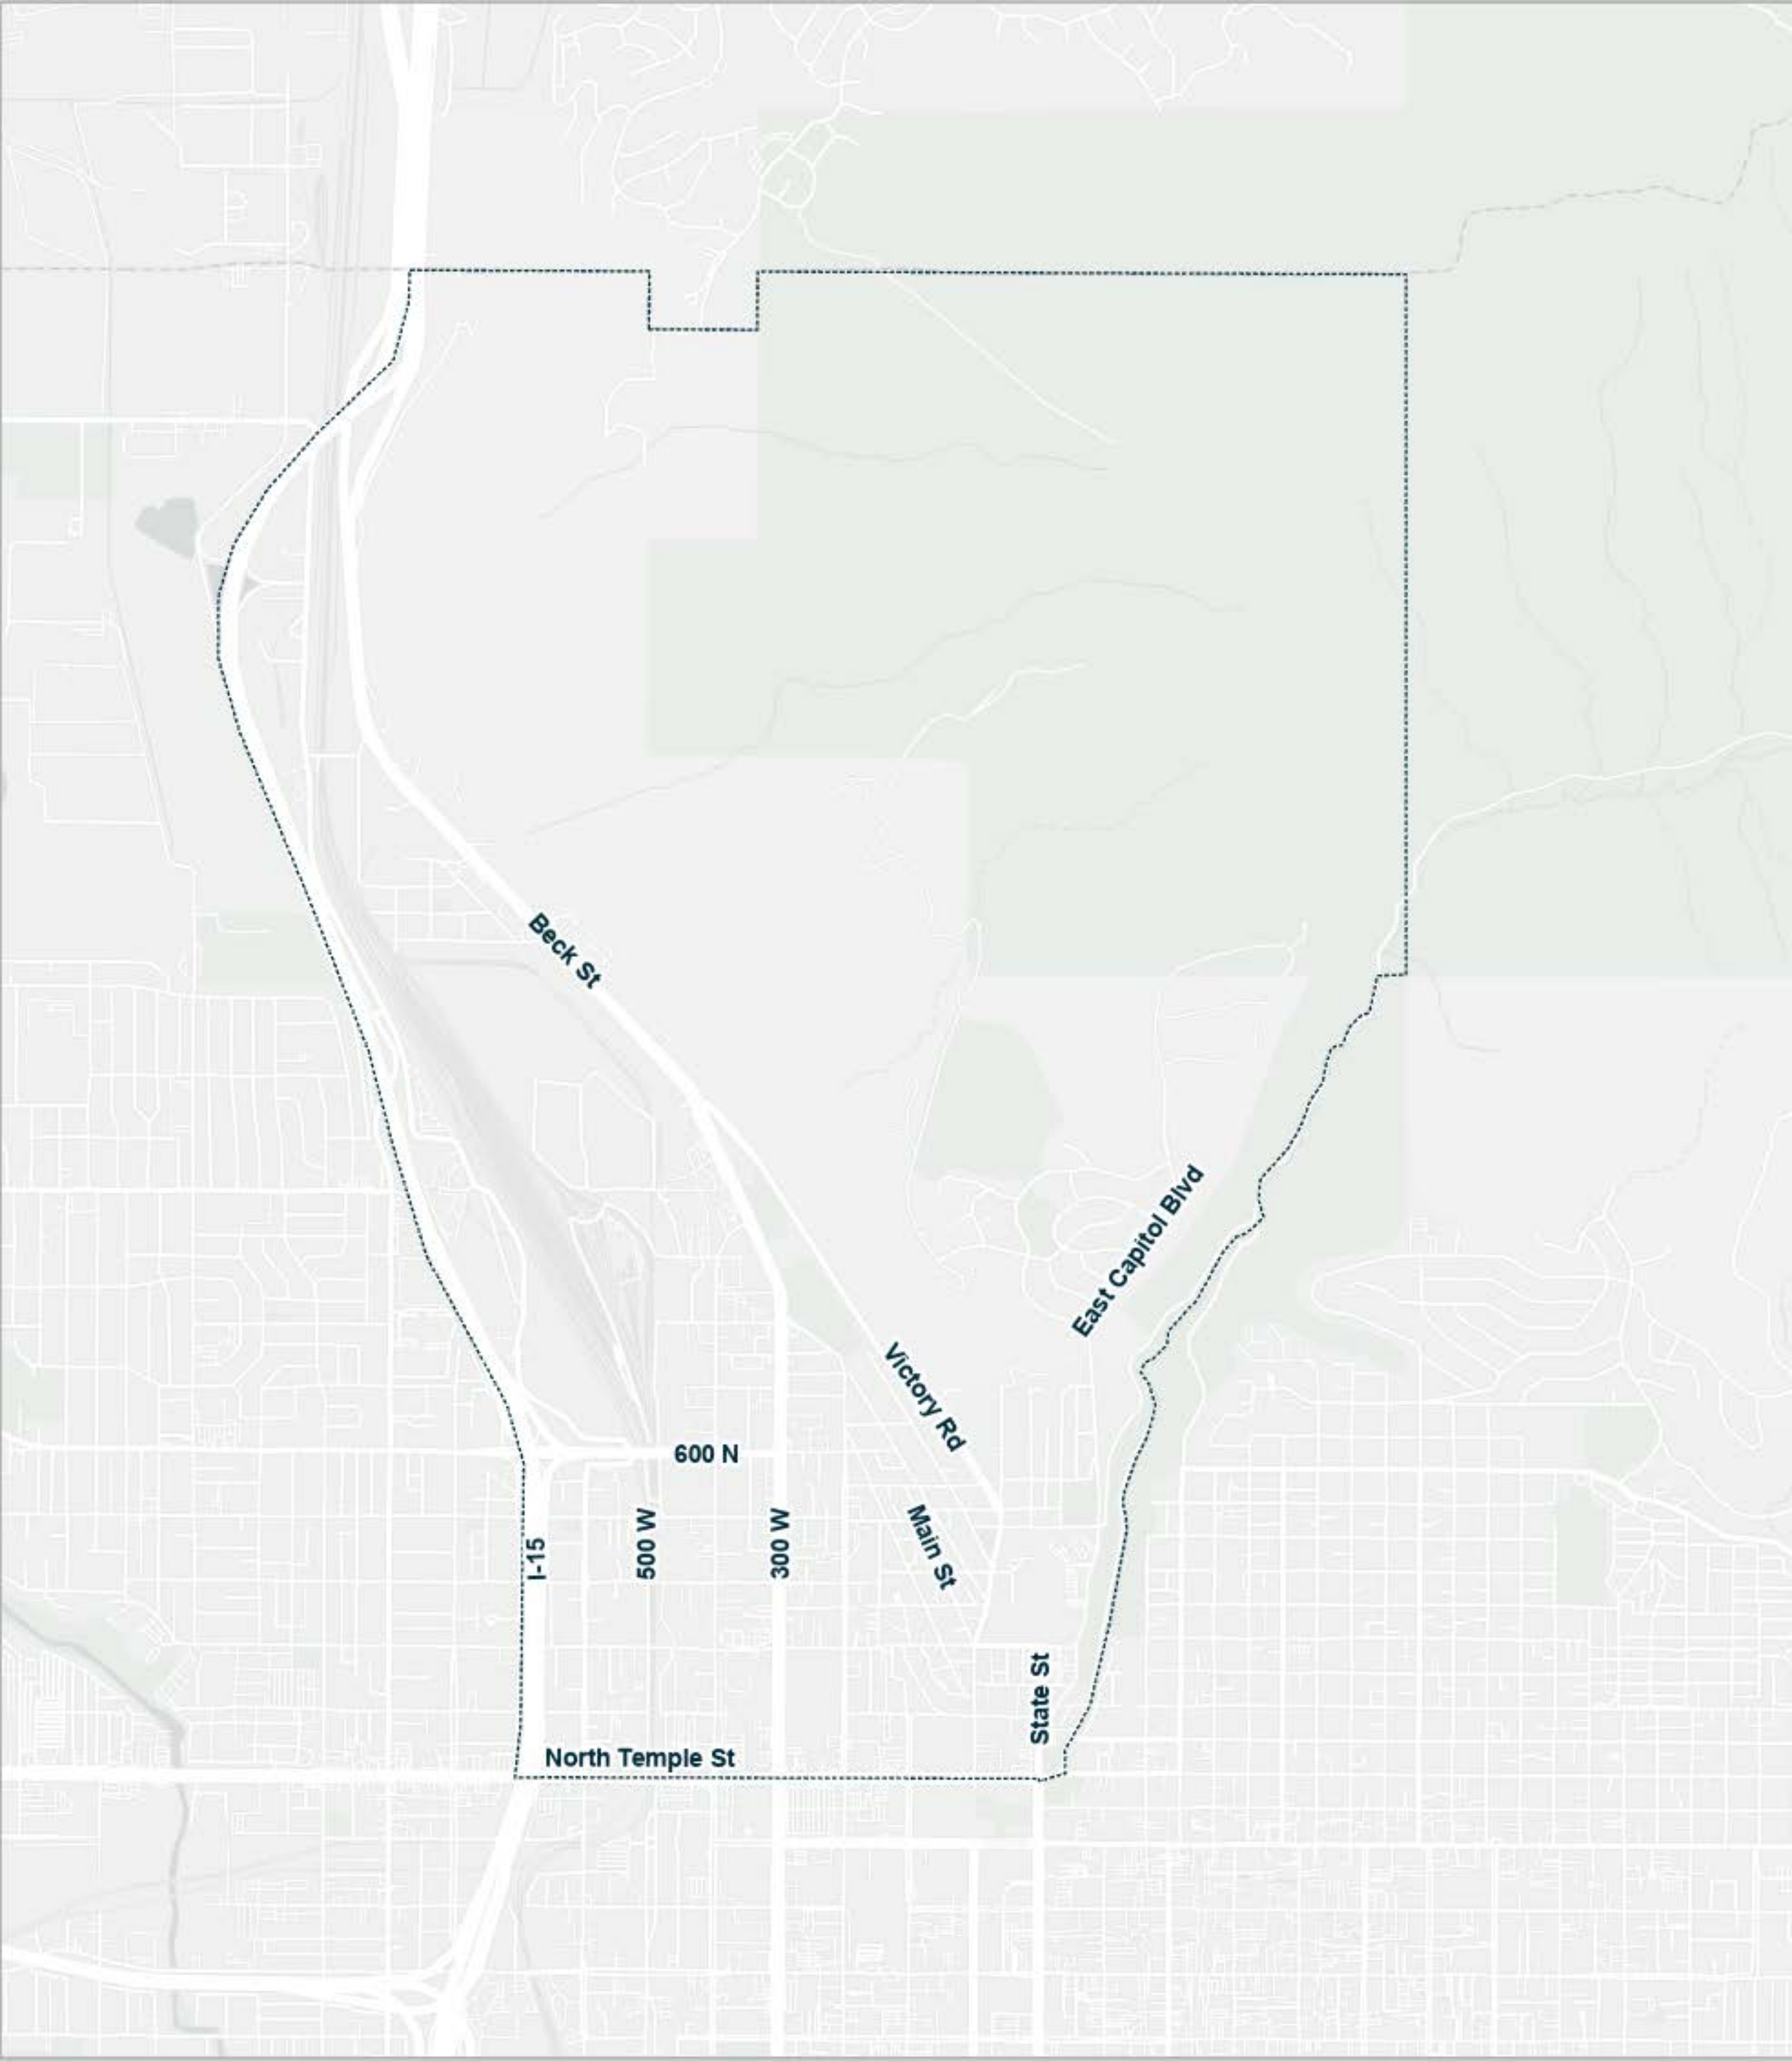 Beck St
East Capitol Blvd
Victory Rd
600 N
I-15
500 W
300 W
Main St
State St
North Temple St